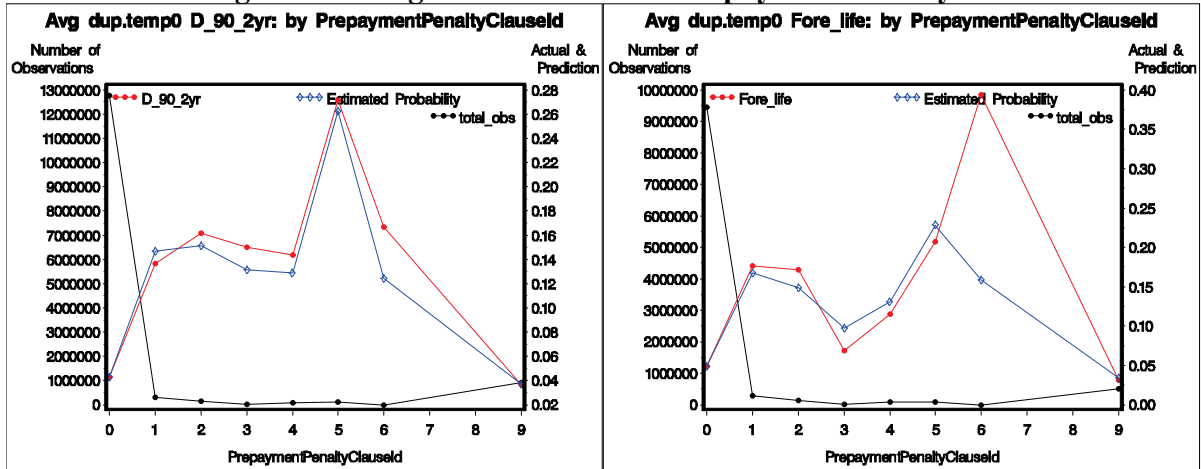 Avg dup.temp0 D_90_2yr: by PrepaymentPenaltyClauseId
Number of
Observations
Actual &
Prediction
D_90_2yr
Estimated Probability
total_obs
13000000
12000000
11000000
10000000
9000000
8000000
7000000
6000000
5000000
4000000
3000000
2000000
1000000
0
0.28
0.26
0.24
0.22
0.20
0.18
0.16
0.14
0.12
0.10
0.08
0.06
0.04
0.02
0 1 2 3 4 5 6 7 8 9
PrepaymentPenaltyClauseId
Avg dup.temp0 Fore_life: by PrepaymentPenaltyClauseId
Number of
Observations
Actual &
Prediction
Fore_life
Estimated Probability
total_obs
10000000
9000000
8000000
7000000
6000000
5000000
4000000
3000000
2000000
1000000
0
0.40
0.35
0.30
0.25
0.20
0.15
0.10
0.05
0.00
0 1 2 3 4 5 6 7 8 9
PrepaymentPenaltyClauseId